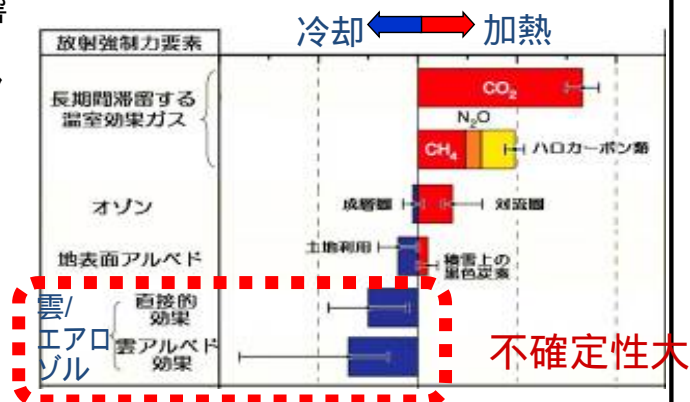 冷却 加熱
放射強制力要素
長期間滞留する
温室効果ガス
CO2
N2O
CH4
ハロカーボン類
オゾン
成層圏
対流圏
地表面アルベド
土地利用
積雪上の
黒色炭素
雲/
エアロ
ゾル
直接的
効果
雲アルベド
効果
不確定性大